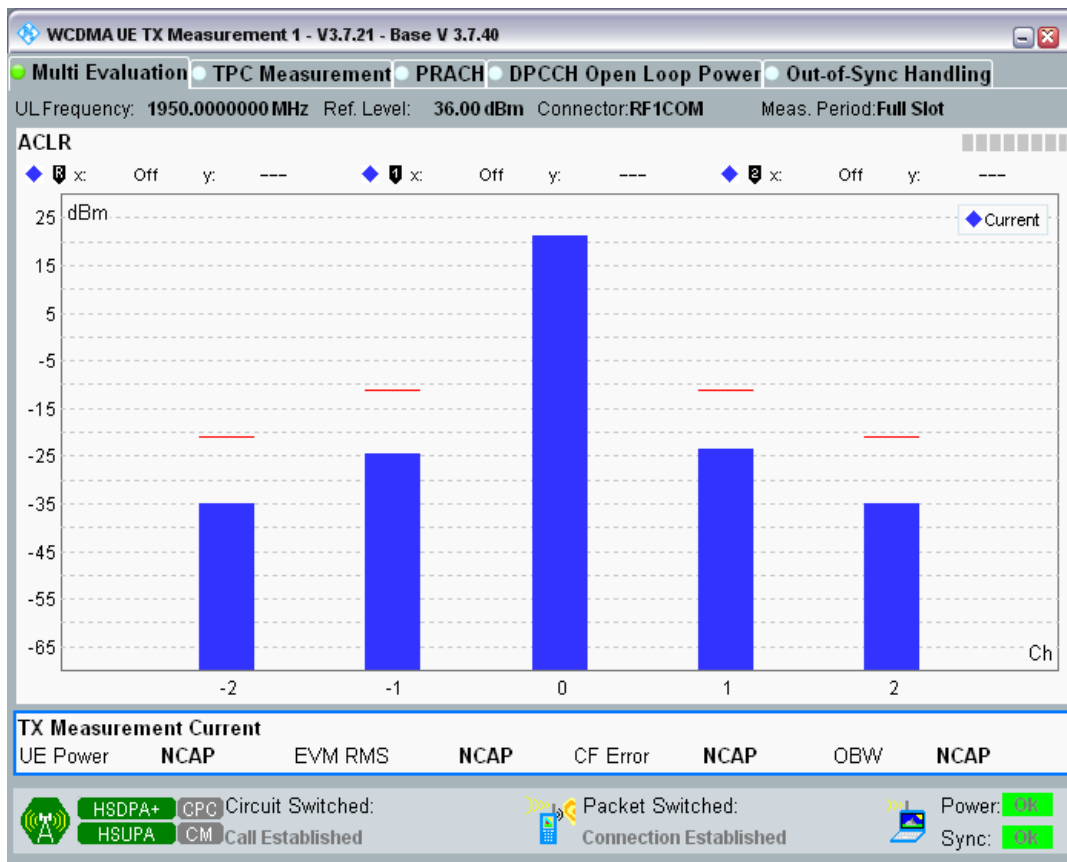 WCDMA UE TX Measurement 1 - V3.7.21 - Base V 3.7.40
Multi Evaluation TPC Measurement PRACH DPCCH Open Loop Power Out-of-Sync Handling
UL Frequency: 1950.0000000 MHz Ref. Level: 36.00 dBm Connector:RF1COM Meas. Period:Full Slot
ACLR
R x: Off y: --- 1 x: Off y: --- 2 x: Off y: ---
dBm
Current
25
15
5
-5
-15
-25
-35
-45
-55
-65
Ch
-2 -1 0 1 2
TX Measurement Current
UE Power NCAP EVM RMS NCAP CF Error NCAP OBW NCAP
HSDPA+ CPC Circuit Switched: Packet Switched: Power: OK
HSUPA CM Call Established Connection Established Sync: OK